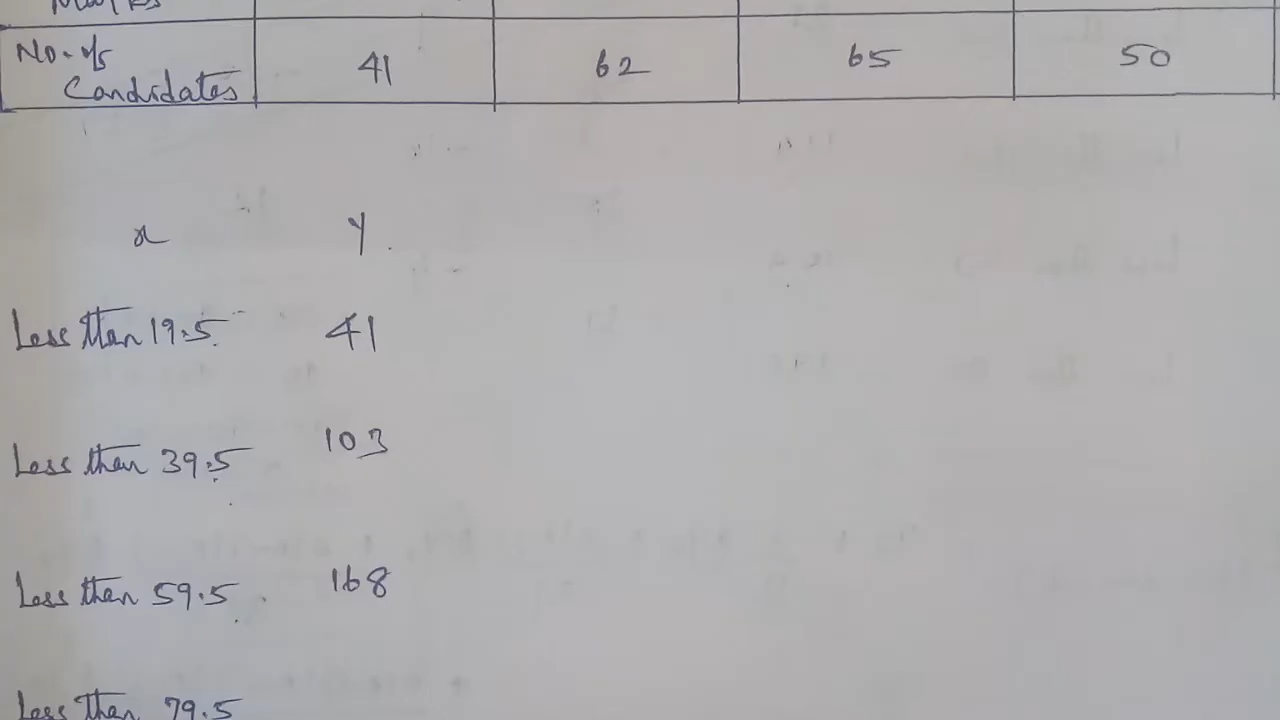 Marks
No. of 41 62 65 50
Candidates
x y
Less than 19.5 41
Less than 39.5 103
Less than 59.5 168
Less than 79.5